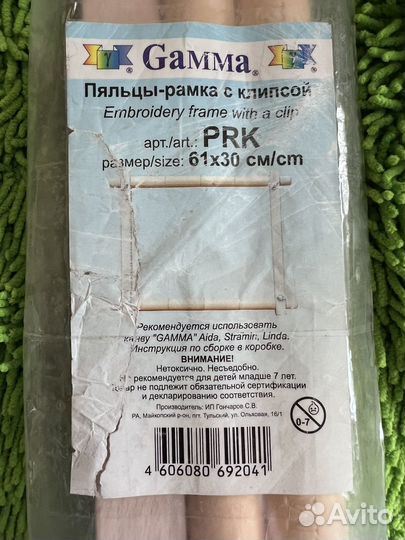 Gamma®
Пяльцы-рамка с клипсой
Embroidery frame with a clip
арт./art.: PRK
размер/size: 61x30 см/cm
Рекомендуется использовать
канву "GAMMA" Aida, Stramin, Linda.
Инструкция по сборке в коробке.
ВНИМАНИЕ!
Нетоксично. Несъедобно.
Не рекомендуется для детей младше 7 лет.
Товар не подлежит обязательной сертификации
и декларированию соответствия.
Производитель: ИП Гончаров С.В.
РА, Майкопский р-он, пгт. Тульский, ул. Ольховая, 16/1
0-7
4 606080 692041
Avito